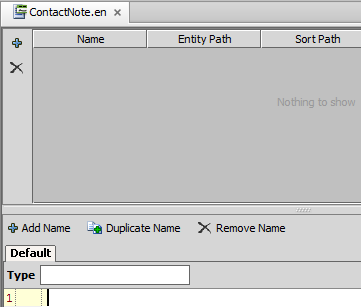 ContactNote.en
Name Entity Path Sort Path
Nothing to show
Add Name Duplicate Name Remove Name
Default
Type
1